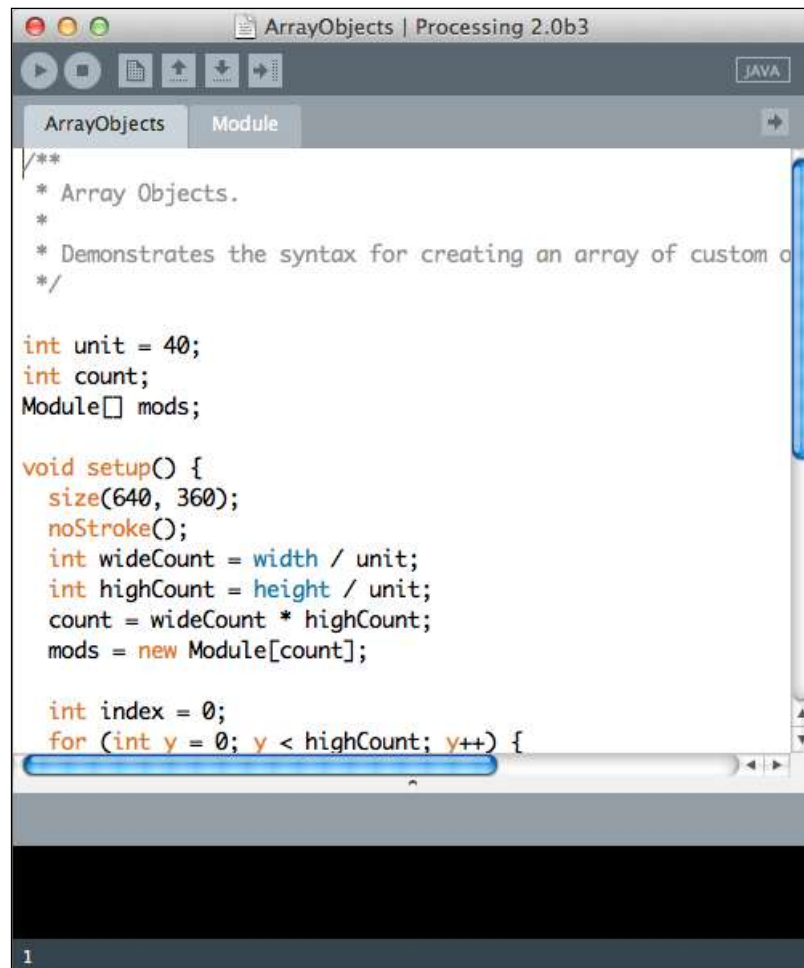 ArrayObjects | Processing 2.0b3
JAVA
ArrayObjects Module
/**
 * Array Objects.
 *
 * Demonstrates the syntax for creating an array of custom o
 */
int unit = 40;
int count;
Module[] mods;
void setup() {
  size(640, 360);
  noStroke();
  int wideCount = width / unit;
  int highCount = height / unit;
  count = wideCount * highCount;
  mods = new Module[count];
  int index = 0;
  for (int y = 0; y < highCount; y++) {
1